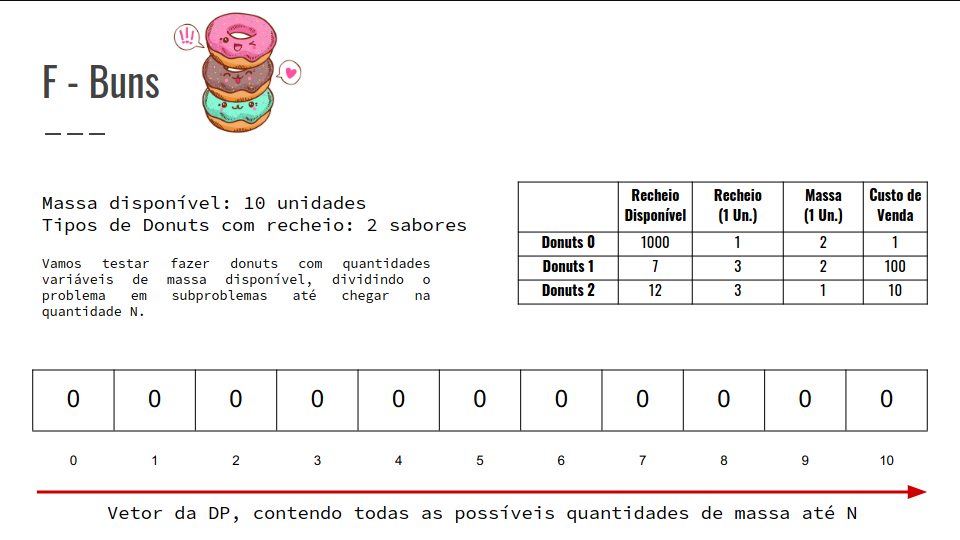 F - Buns
!!!
Massa disponível: 10 unidades
Tipos de Donuts com recheio: 2 sabores
Vamos testar fazer donuts com quantidades
variáveis de massa disponível, dividindo o
problema em subproblemas até chegar na
quantidade N.
Recheio Disponível Recheio (1 Un.) Massa (1 Un.) Custo de Venda
Donuts 0 1000 1 2 1
Donuts 1 7 3 2 100
Donuts 2 12 3 1 10
0 0 0 0 0 0 0 0 0 0 0
0 1 2 3 4 5 6 7 8 9 10
Vetor da DP, contendo todas as possíveis quantidades de massa até N